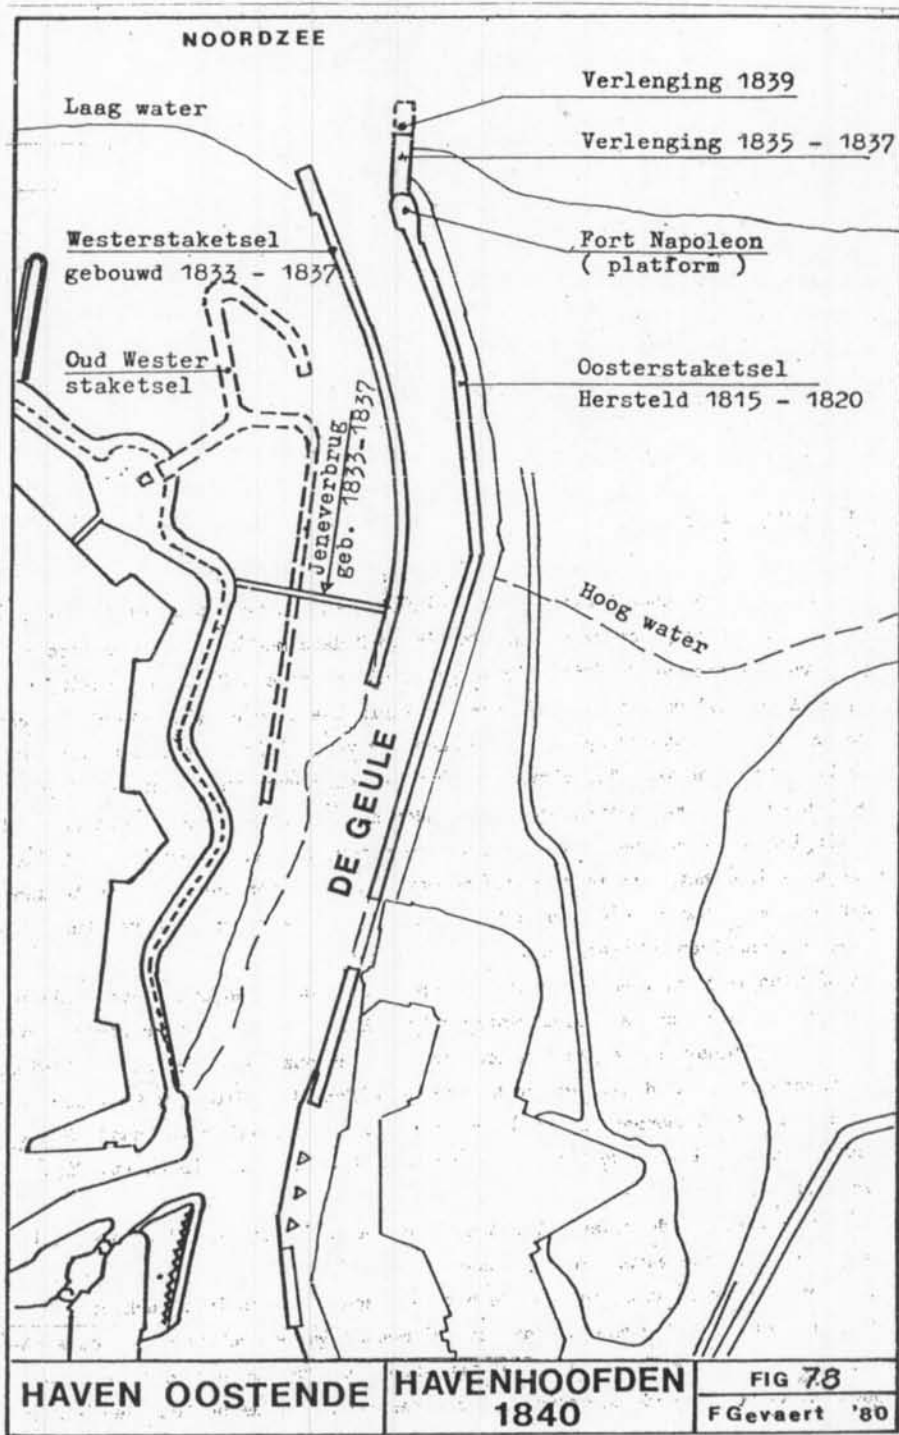 NOORDZEE
Laag water
Verlenging 1839
Verlenging 1835 - 1837
Westerstaketsel
gebouwd 1833 - 1837
Fort Napoleon
( platform )
Oud Wester
staketsel
Oosterstaketsel
Hersteld 1815 - 1820
Jeneverbrug
geb. 1833-1837
Hoog water
DE GEULE
HAVEN OOSTENDE
HAVENHOOFDEN
1840
FIG 78
F Gevaert '80